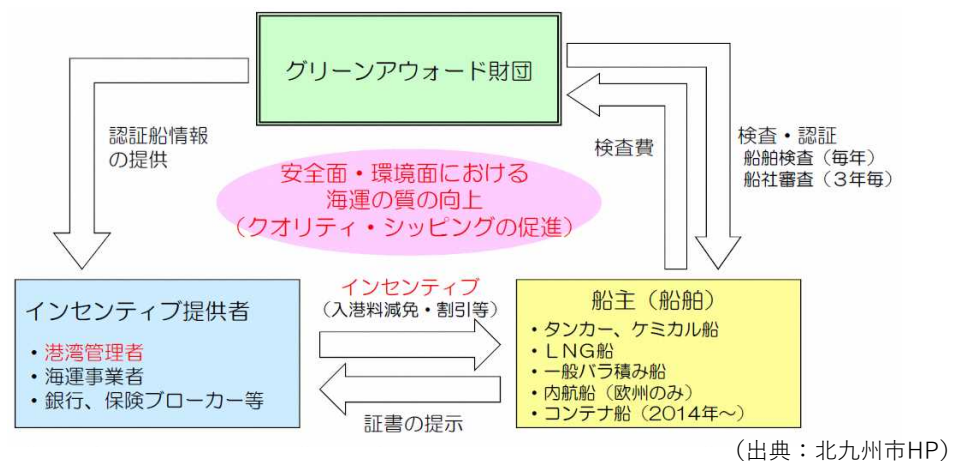 グリーンアウォード財団
認証船情報
の提供
検査費
検査・認証
船舶検査（毎年）
船社審査（３年毎）
安全面・環境面における
海運の質の向上
（クオリティ・シッピングの促進）
インセンティブ提供者
・港湾管理者
・海運事業者
・銀行、保険ブローカー等
インセンティブ
（入港料減免・割引等）
証書の提示
船主（船舶）
・タンカー、ケミカル船
・ＬＮＧ船
・一般バラ積み船
・内航船（欧州のみ）
・コンテナ船（2014年～）
（出典：北九州市HP）